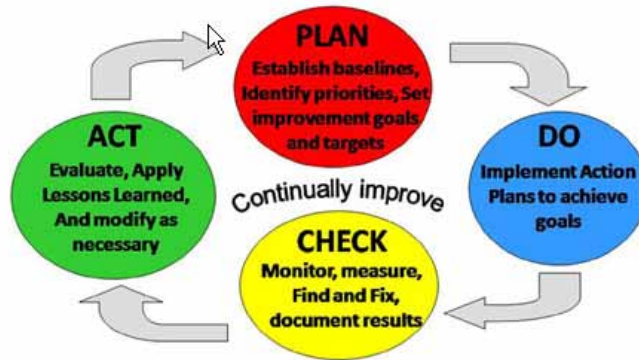 PLAN
Establish baselines,
Identify priorities, Set
improvement goals
and targets
DO
Implement Action
Plans to achieve
goals
CHECK
Monitor, measure,
Find and Fix,
document results
ACT
Evaluate, Apply
Lessons Learned,
And modify as
necessary
Continually improve